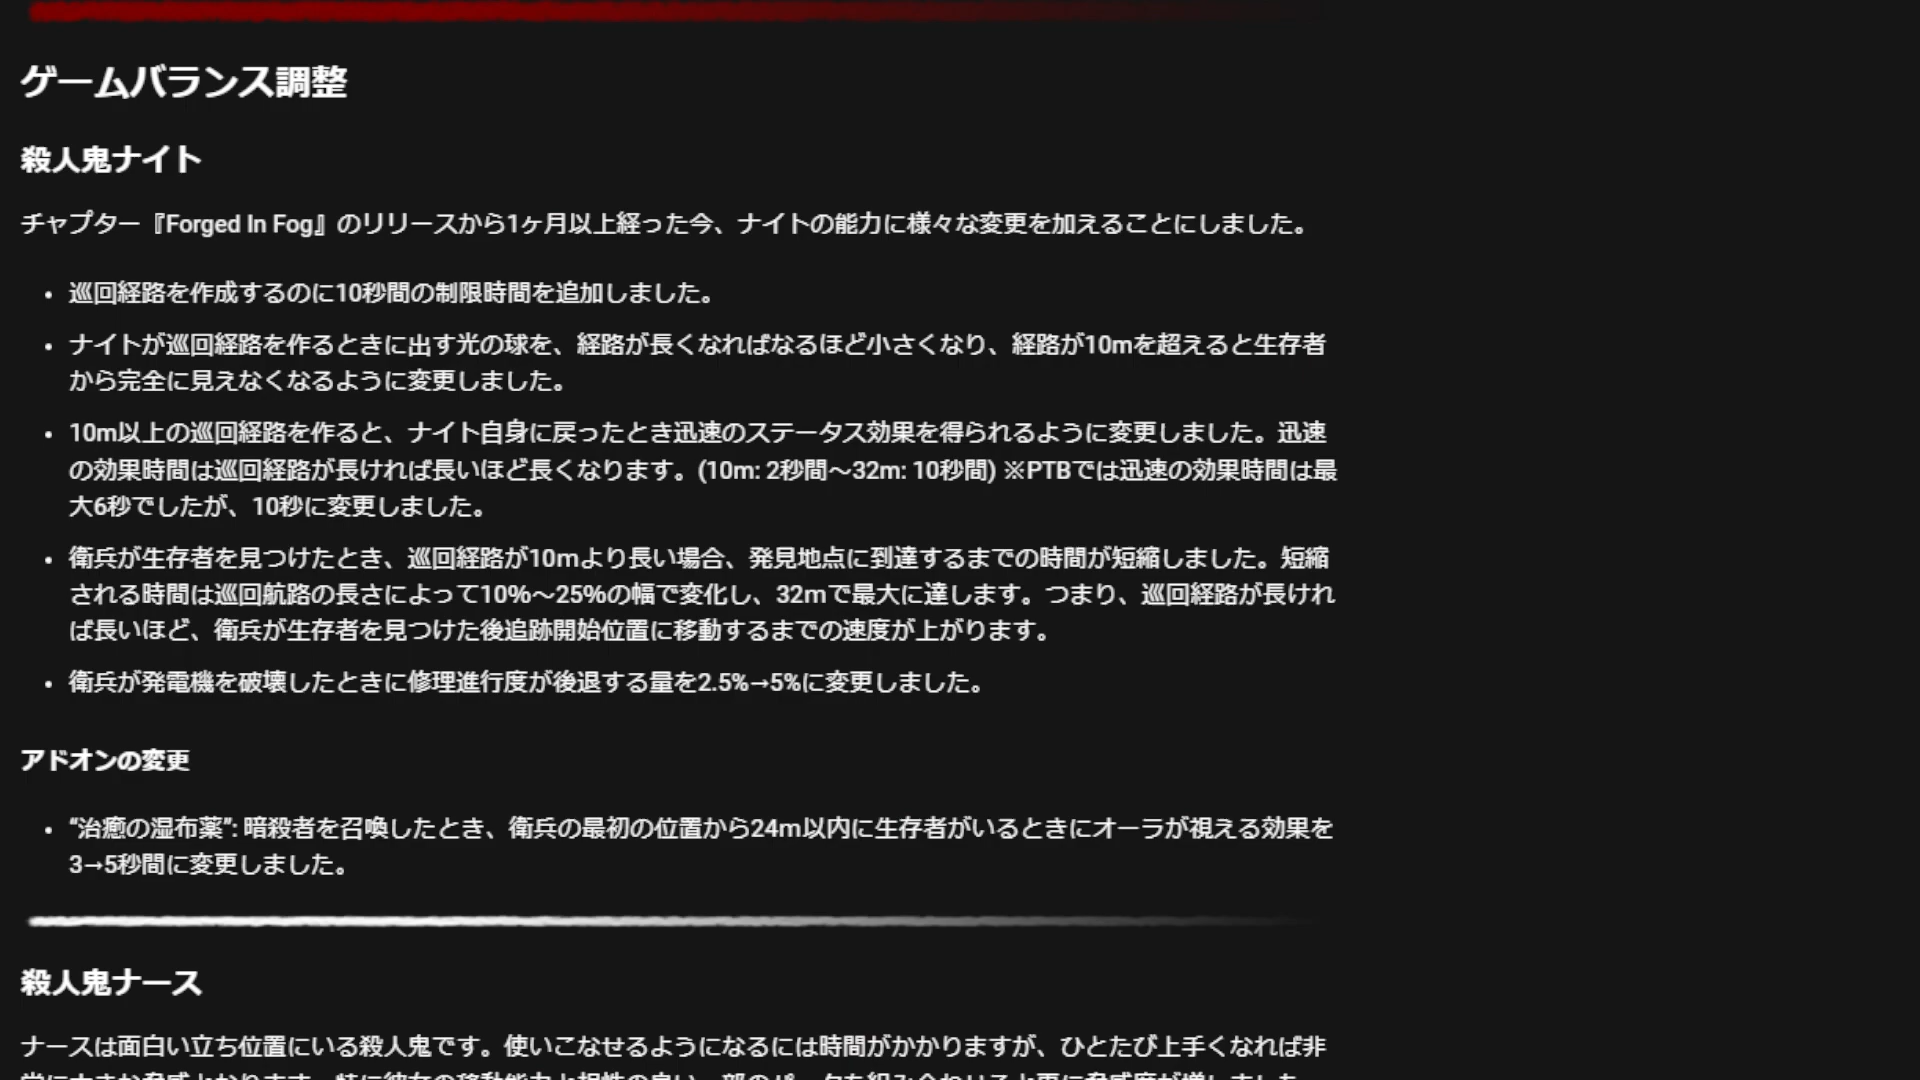 ゲームバランス調整
殺人鬼ナイト
チャプター『Forged In Fog』のリリースから1ヶ月以上経った今、ナイトの能力に様々な変更を加えることにしました。
• 巡回経路を作成するのに10秒間の制限時間を追加しました。
• ナイトが巡回経路を作るときに出す光の球を、経路が長くなればなるほど小さくなり、経路が10mを超えると生存者
から完全に見えなくなるように変更しました。
• 10m以上の巡回経路を作ると、ナイト自身に戻ったとき迅速のステータス効果を得られるように変更しました。迅速
の効果時間は巡回経路が長ければ長いほど長くなります。(10m: 2秒間〜32m: 10秒間) ※PTBでは迅速の効果時間は最
大6秒でしたが、10秒に変更しました。
• 衛兵が生存者を見つけたとき、巡回経路が10mより長い場合、発見地点に到達するまでの時間が短縮しました。短縮
される時間は巡回航路の長さによって10%〜25%の幅で変化し、32mで最大に達します。つまり、巡回経路が長けれ
ば長いほど、衛兵が生存者を見つけた後追跡開始位置に移動するまでの速度が上がります。
• 衛兵が発電機を破壊したときに修理進行度が後退する量を2.5%→5%に変更しました。
アドオンの変更
• “治癒の湿布薬”: 暗殺者を召喚したとき、衛兵の最初の位置から24m以内に生存者がいるときにオーラが視える効果を
3→5秒間に変更しました。
殺人鬼ナース
ナースは面白い立ち位置にいる殺人鬼です。使いこなせるようになるには時間がかかりますが、ひとたび上手くなれば非